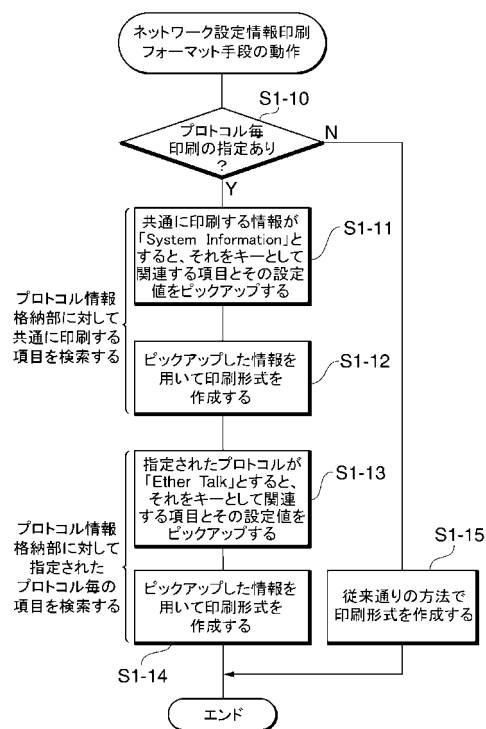 ネットワーク設定情報印刷
フォーマット手段の動作
S1-10
プロトコル毎
印刷の指定あり
?
N
Y
共通に印刷する情報が
「System Information」と
すると、それをキーとして
関連する項目とその設定
値をピックアップする
S1-11
プロトコル情報
格納部に対して
共通に印刷する
項目を検索する
ピックアップした情報を
用いて印刷形式を
作成する
S1-12
指定されたプロトコルが
「Ether Talk」とすると、
それをキーとして関連
する項目とその設定値を
ピックアップする
S1-13
プロトコル情報
格納部に対して
指定された
プロトコル毎の
項目を検索する
ピックアップした情報を
用いて印刷形式を
作成する
S1-14
S1-15
従来通りの方法で
印刷形式を作成する
エンド